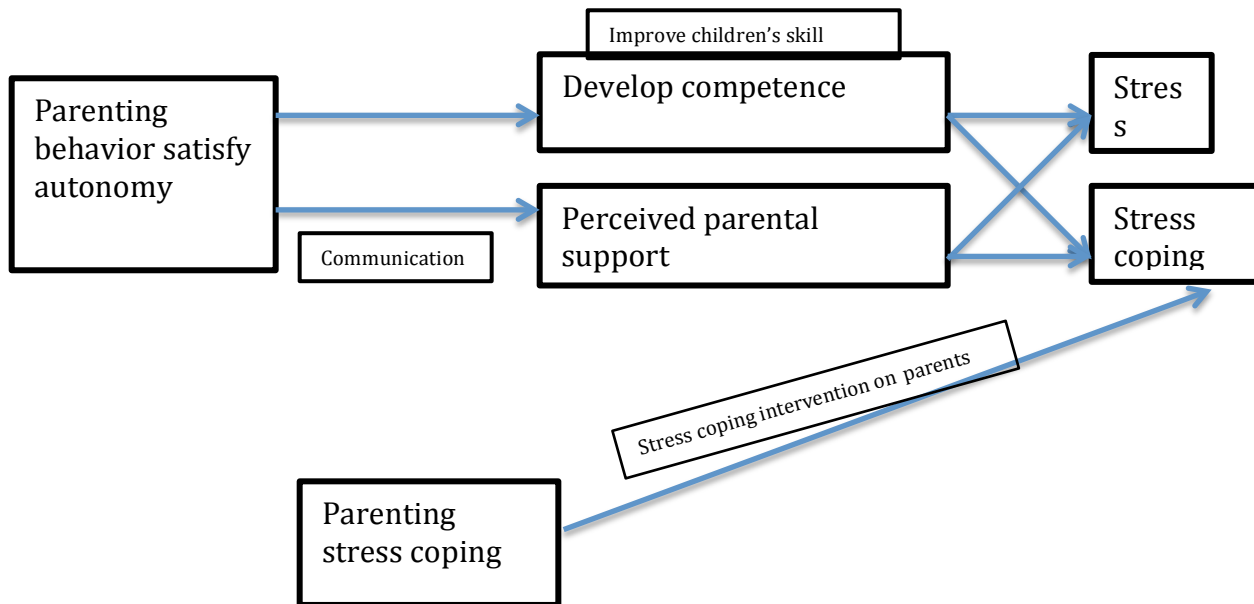 Improve children’s skill
Parenting
behavior satisfy
autonomy
Develop competence
Stres
s
Communication
Perceived parental
support
Stress
coping
Stress coping intervention on parents
Parenting
stress coping